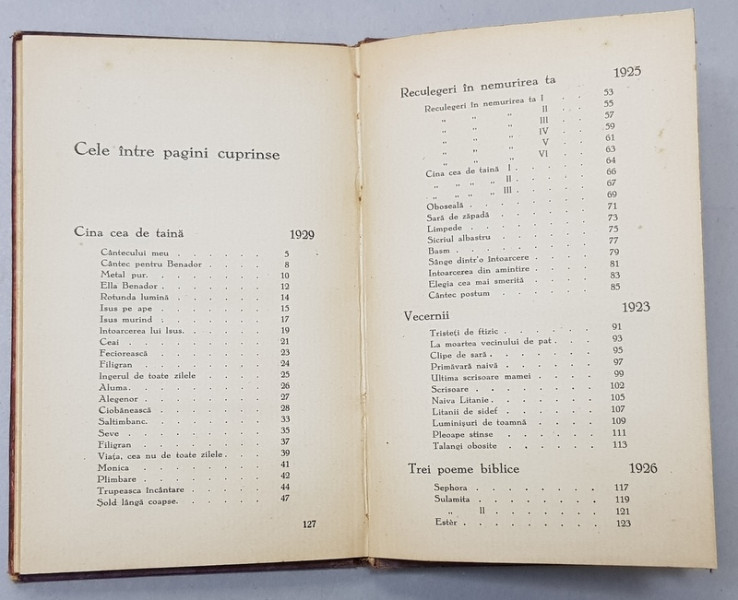 Cele între pagini cuprinse
Cina cea de taină 1929
Cântecului meu . . . . . 5
Cântec pentru Benador . . . . 8
Metal pur. . . . . . 10
Ella Benador . . . . . 12
Rotunda lumină . . . . . 14
Isus pe ape . . . . . 15
Isus murind . . . . . 17
Intoarcerea lui Isus. . . . . 19
Ceai . . . . . . 21
Feciorească . . . . . 23
Filigran . . . . . . 24
Ingerul de toate zilele . . . . 25
Aluma. . . . . . . 26
Alegenor . . . . . . 27
Ciobănească . . . . . 28
Saltimbanc. . . . . . 33
Seve . . . . . . . 35
Filigran . . . . . . 37
Viața, cea nu de toate zilele . . . 39
Monica . . . . . . 41
Plimbare . . . . . . 42
Trupeasca încântare . . . . 44
Sold lângă coapse. . . . . 47
127
Reculegeri în nemurirea ta 1925
Reculegeri în nemurirea ta I . . 53
„ „ „ II . . 55
„ „ „ III . . 57
„ „ „ IV . . 59
„ „ „ V . . 61
„ „ „ VI . . 63
Cina cea de taină I . . . . 64
„ „ „ „ II . . . . 66
„ „ „ „ III . . . . 67
Oboseală . . . . . . 69
Sară de zăpadă . . . . . 71
Limpede . . . . . . 73
Sicriul albastru . . . . . 75
Basm . . . . . . . 77
Sânge dintr'o întoarcere . . . . 79
Intoarcerea din amintire . . . . 81
Elegia cea mai smerită . . . . 83
Cântec postum . . . . . 85
Vecernii 1923
Tristeți de ftizic . . . . . 91
La moartea vecinului de pat . . . 93
Clipe de sară . . . . . 95
Primăvară naivă . . . . . 97
Ultima scrisoare mamei . . . . 99
Scrisoare . . . . . . 102
Naiva Litanie . . . . . 105
Litanii de sidef . . . . . 107
Luminișuri de toamnă . . . . 109
Pleoape stinse . . . . . 111
Talangi obosite . . . . . 113
Trei poeme biblice 1926
Sephora . . . . . . 117
Sulamita . . . . . . 119
„ II . . . . . 121
Estèr . . . . . . . 123